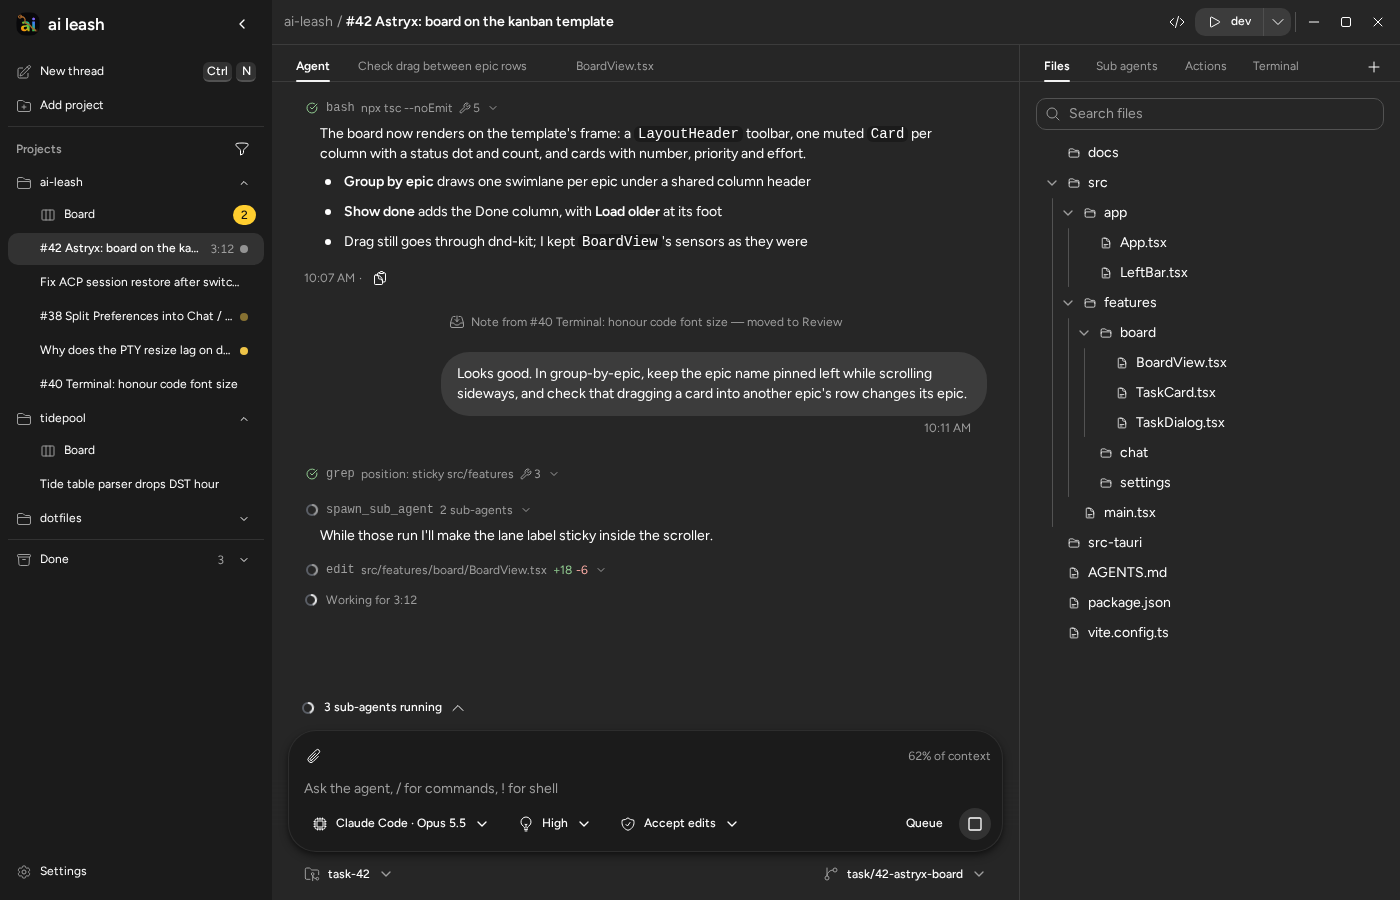 ai leash
New thread Ctrl N
Add project
Projects
ai-leash
Board 2
#42 Astryx: board on the ka... 3:12
Fix ACP session restore after switc...
#38 Split Preferences into Chat / ...
Why does the PTY resize lag on d...
#40 Terminal: honour code font size
tidepool
Board
Tide table parser drops DST hour
dotfiles
Done 3
Settings
ai-leash / #42 Astryx: board on the kanban template
dev
Agent Check drag between epic rows BoardView.tsx
bash npx tsc --noEmit 5
The board now renders on the template's frame: a LayoutHeader toolbar, one muted Card per
column with a status dot and count, and cards with number, priority and effort.
• Group by epic draws one swimlane per epic under a shared column header
• Show done adds the Done column, with Load older at its foot
• Drag still goes through dnd-kit; I kept BoardView's sensors as they were
10:07 AM ·
Note from #40 Terminal: honour code font size — moved to Review
Looks good. In group-by-epic, keep the epic name pinned left while scrolling
sideways, and check that dragging a card into another epic's row changes its epic.
10:11 AM
grep position: sticky src/features 3
spawn_sub_agent 2 sub-agents
While those run I'll make the lane label sticky inside the scroller.
edit src/features/board/BoardView.tsx +18 -6
Working for 3:12
3 sub-agents running
62% of context
Ask the agent, / for commands, ! for shell
Claude Code · Opus 5.5 High Accept edits Queue
task-42 task/42-astryx-board
Files Sub agents Actions Terminal
Search files
docs
src
app
App.tsx
LeftBar.tsx
features
board
BoardView.tsx
TaskCard.tsx
TaskDialog.tsx
chat
settings
main.tsx
src-tauri
AGENTS.md
package.json
vite.config.ts